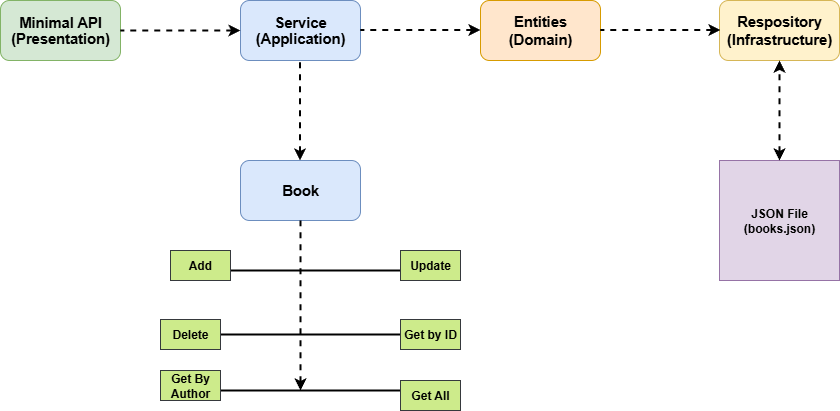 Minimal API
(Presentation)
Service
(Application)
Entities
(Domain)
Respository
(Infrastructure)
Book
JSON File
(books.json)
Add
Update
Delete
Get by ID
Get By
Author
Get All